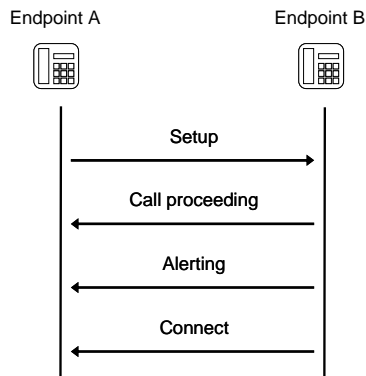 Endpoint A
Endpoint B
Setup
Call proceeding
Alerting
Connect